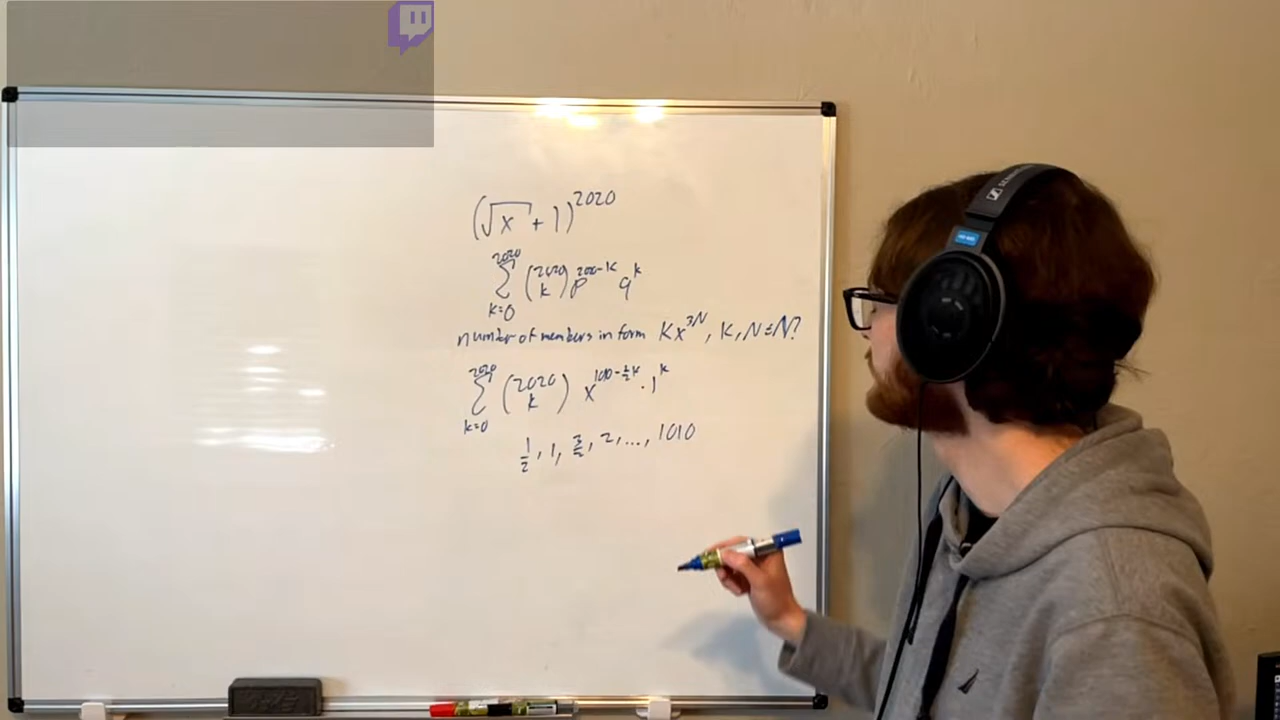 (√x + 1)^2020
2020 Σ k=0 (2020 k) p^2020-k q^k
number of members in form Kx^3N, K, N ∈ ℕ?
2020 Σ k=0 (2020 k) x^1010-½k · 1^k
1/2, 1, 3/2, 2, ..., 1010